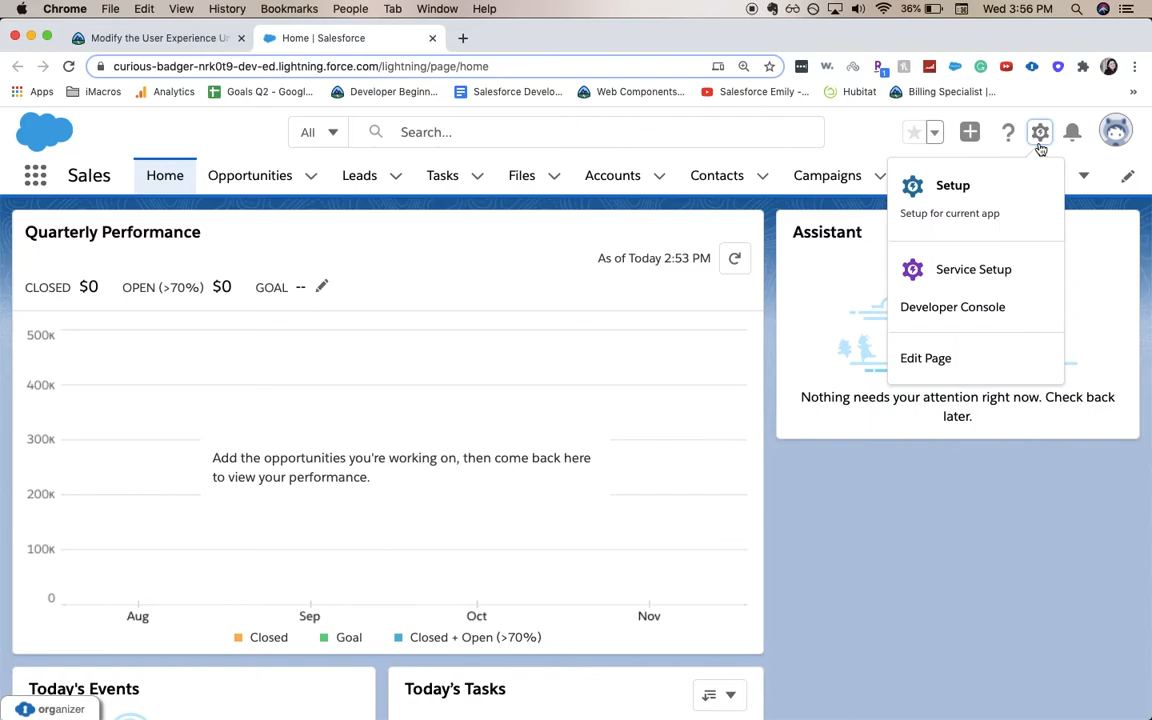 Chrome File Edit View History Bookmarks People Tab Window Help 36% Wed 3:56 PM
Modify the User Experience U Home | Salesforce
curious-badger-nrk0t9-dev-ed.lightning.force.com/lightning/page/home
Apps iMacros Analytics Goals Q2 - Googl... Developer Beginn... Salesforce Develo... Web Components... Salesforce Emily -... Hubitat Billing Specialist |... »
All Search...
Sales Home Opportunities Leads Tasks Files Accounts Contacts Campaigns
Setup
Setup for current app
Service Setup
Developer Console
Edit Page
Quarterly Performance
As of Today 2:53 PM
CLOSED $0 OPEN (>70%) $0 GOAL --
500K
400K
300K
200K
100K
0
Add the opportunities you're working on, then come back here
to view your performance.
Aug Sep Oct Nov
Closed Goal Closed + Open (>70%)
Assistant
Nothing needs your attention right now. Check back
later.
Today's Events
Today's Tasks
organizer